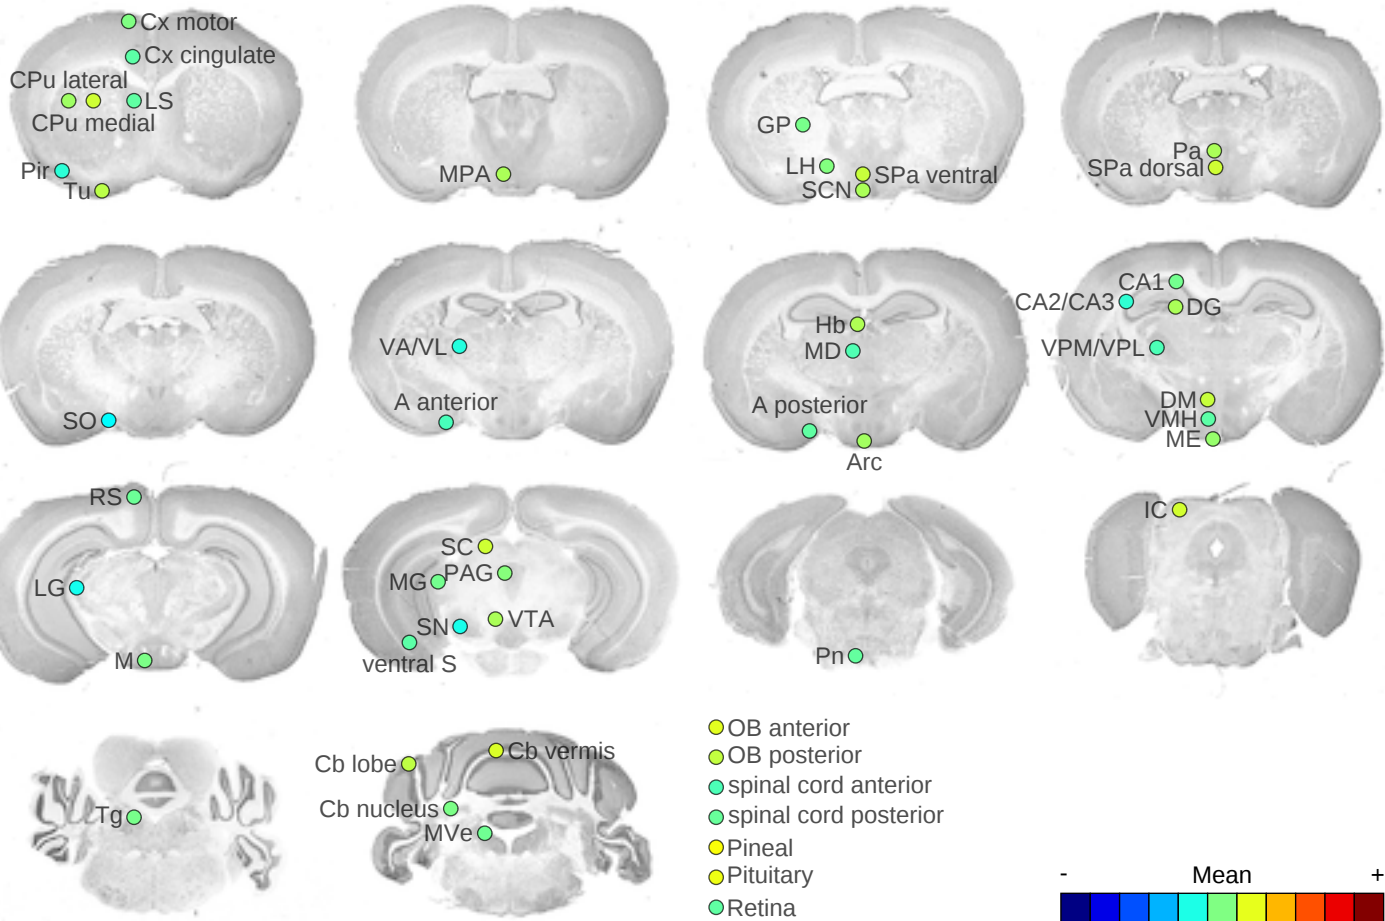 Cx motor
Cx cingulate
CPu lateral
LS
CPu medial
Pir
Tu
MPA
GP
LH
SPa ventral
SCN
Pa
SPa dorsal
SO
VA/VL
A anterior
Hb
MD
A posterior
Arc
CA1
CA2/CA3
DG
VPM/VPL
DM
VMH
ME
RS
LG
M
SC
MG
PAG
SN
VTA
ventral S
Pn
IC
Tg
Cb lobe
Cb vermis
Cb nucleus
MVe
OB anterior
OB posterior
spinal cord anterior
spinal cord posterior
Pineal
Pituitary
Retina
- Mean +